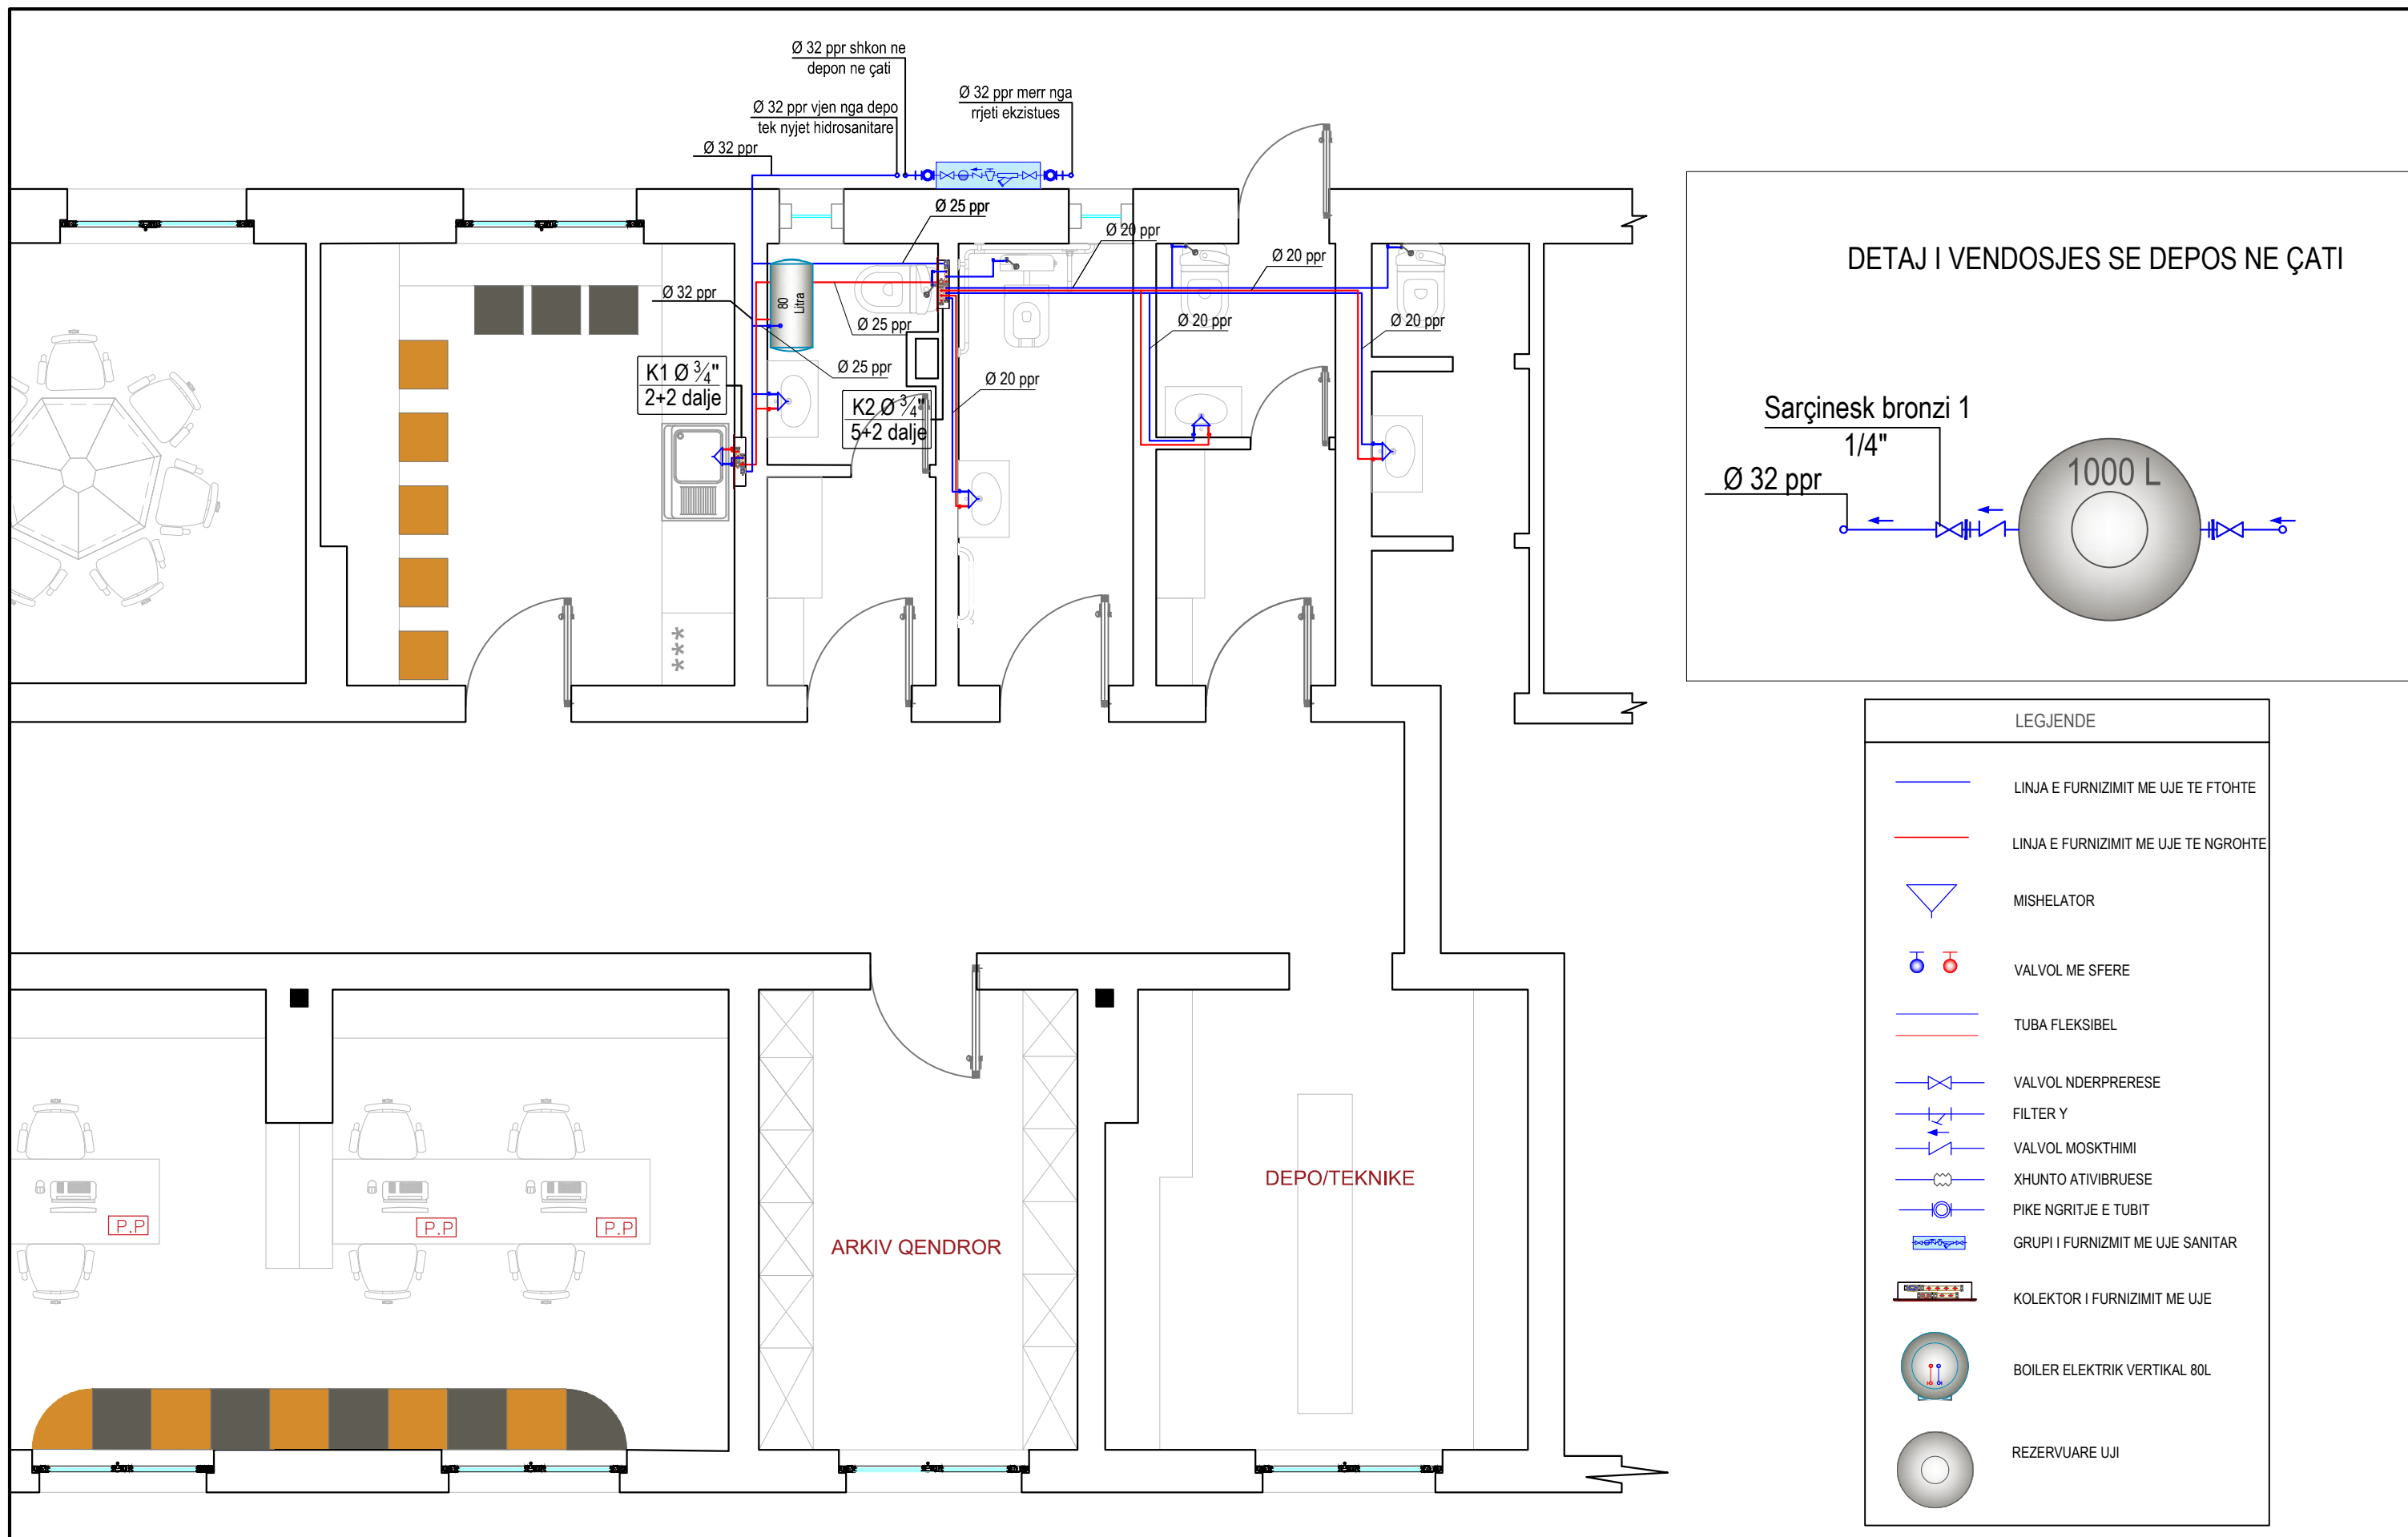 Ø 32 ppr shkon ne
depon ne çati
Ø 32 ppr vjen nga depo
tek nyjet hidrosanitare
Ø 32 ppr merr nga
rrjeti ekzistues
Ø 32 ppr
Ø 25 ppr
Ø 20 ppr
Ø 20 ppr
Ø 32 ppr
80
Litra
Ø 25 ppr
Ø 20 ppr
Ø 20 ppr
Ø 25 ppr
Ø 20 ppr
K1 Ø 3/4"
2+2 dalje
K2 Ø 3/4"
5+2 dalje
***
DETAJ I VENDOSJES SE DEPOS NE ÇATI
Sarçinesk bronzi 1
1/4"
Ø 32 ppr
1000 L
LEGJENDE
LINJA E FURNIZIMIT ME UJE TE FTOHTE
LINJA E FURNIZIMIT ME UJE TE NGROHTE
MISHELATOR
VALVOL ME SFERE
TUBA FLEKSIBEL
VALVOL NDERPRERESE
FILTER Y
VALVOL MOSKTHIMI
XHUNTO ATIVIBRUESE
PIKE NGRITJE E TUBIT
GRUPI I FURNIZMIT ME UJE SANITAR
KOLEKTOR I FURNIZIMIT ME UJE
BOILER ELEKTRIK VERTIKAL 80L
REZERVUARE UJI
DEPO/TEKNIKE
ARKIV QENDROR
P.P
P.P
P.P